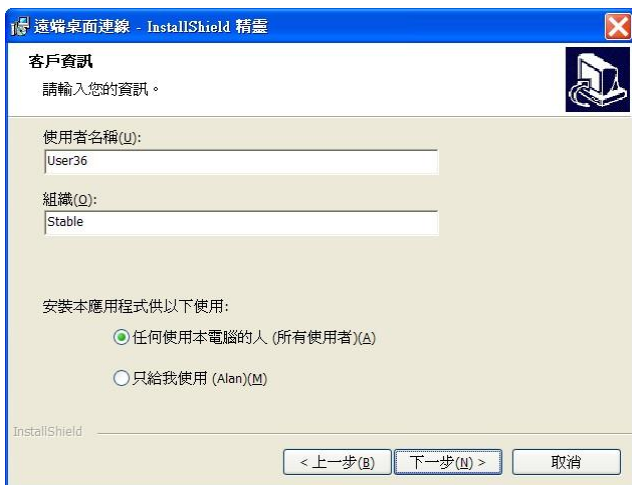 遠端桌面連線 - InstallShield 精靈
客戶資訊
請輸入您的資訊。
使用者名稱(U):
User36
組織(O):
Stable
安裝本應用程式供以下使用:
任何使用本電腦的人 (所有使用者)(A)
只給我使用 (Alan)(M)
InstallShield
< 上一步(B) 下一步(N) > 取消